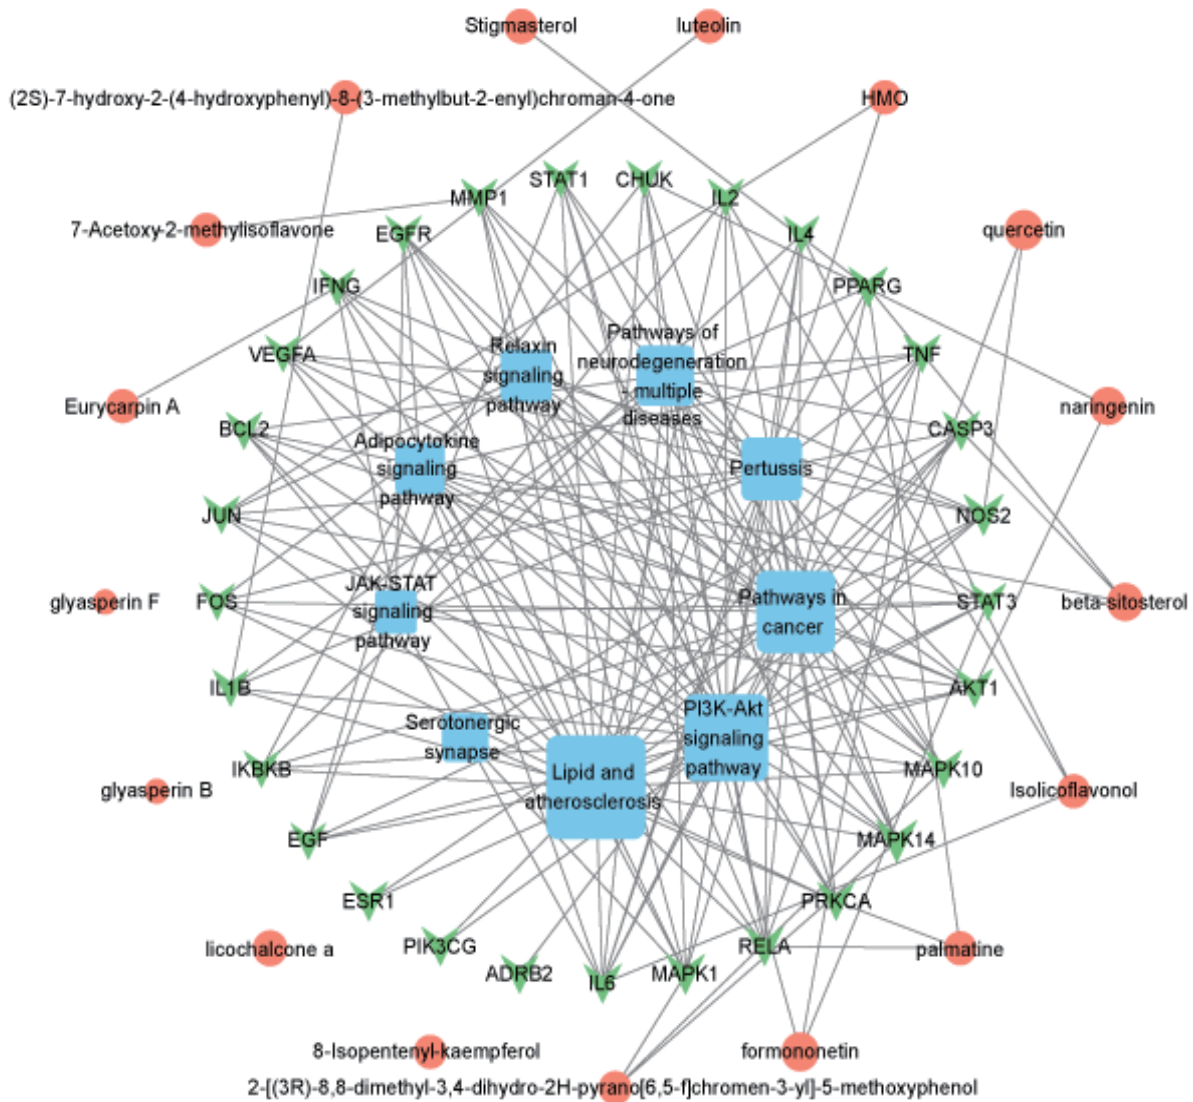 Stigmasterol
luteolin
(2S)-7-hydroxy-2-(4-hydroxyphenyl)-8-(3-methylbut-2-enyl)chroman-4-one
HMO
STAT1
CHUK
MMP1
IL2
7-Acetoxy-2-methylisoflavone
EGFR
IL4
quercetin
IFNG
PPARG
VEGFA
Relaxin
signaling
pathway
Pathways of
neurodegeneration
- multiple
diseases
TNF
Eurycarpin A
naringenin
BCL2
CASP3
Adipocytokine
signaling
pathway
Pertussis
JUN
NOS2
glyasperin F
FOS
JAK-STAT
signaling
pathway
Pathways in
cancer
STAT3
beta-sitosterol
IL1B
AKT1
Serotonergic
synapse
PI3K-Akt
signaling
pathway
IKBKB
MAPK10
glyasperin B
Lipid and
atherosclerosis
Isolicoflavonol
EGF
MAPK14
ESR1
PRKCA
licochalcone a
PIK3CG
RELA
palmatine
ADRB2
IL6
MAPK1
8-Isopentenyl-kaempferol
formononetin
2-[(3R)-8,8-dimethyl-3,4-dihydro-2H-pyrano[6,5-f]chromen-3-yl]-5-methoxyphenol